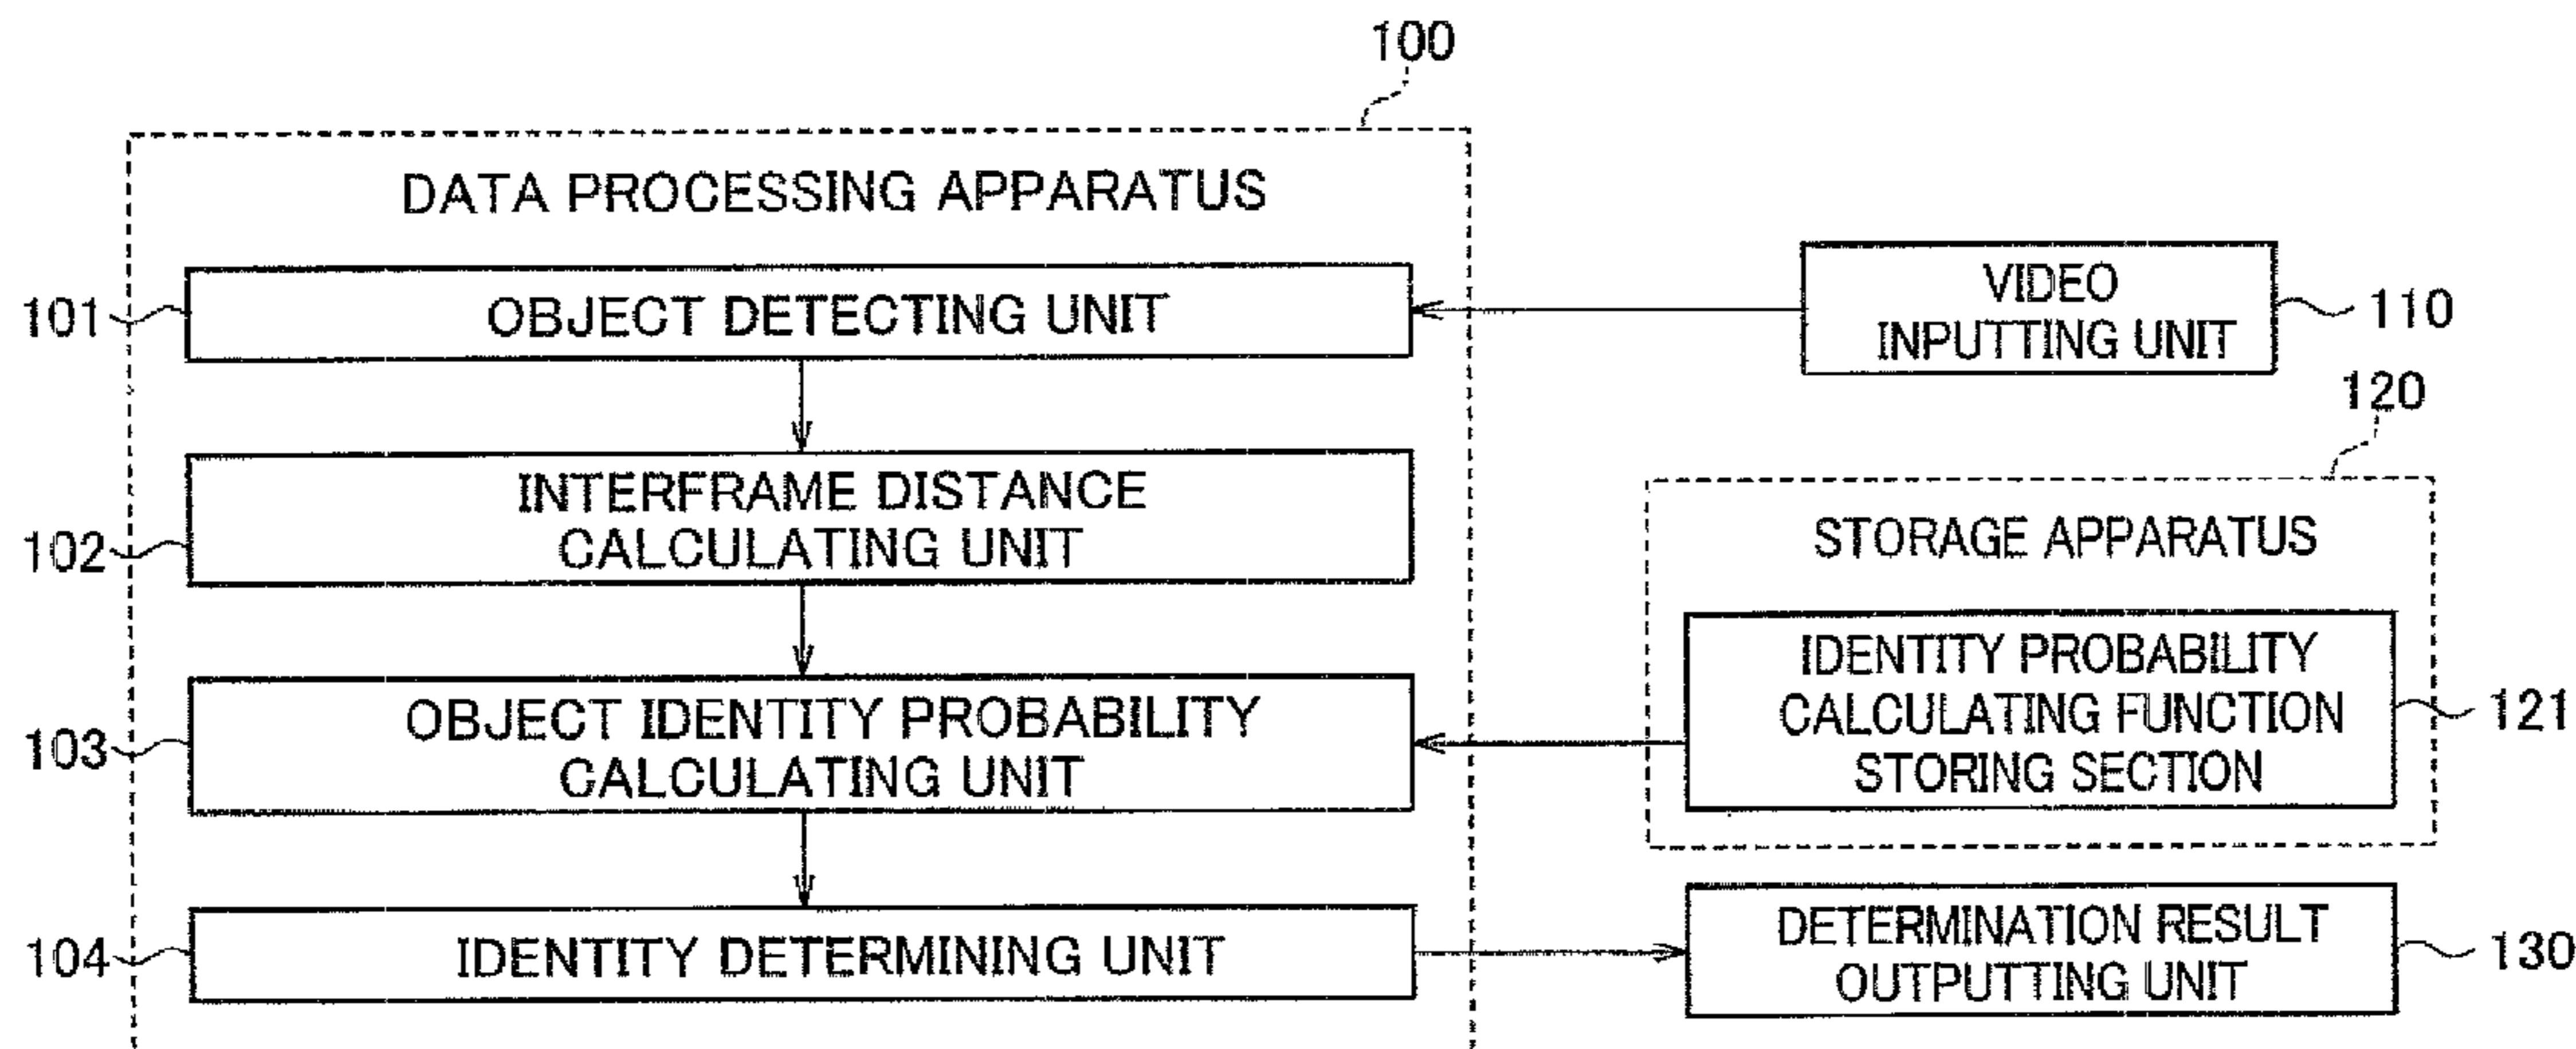 100
DATA PROCESSING APPARATUS
101
OBJECT DETECTING UNIT
VIDEO
INPUTTING UNIT
110
102
INTERFRAME DISTANCE
CALCULATING UNIT
120
STORAGE APPARATUS
103
OBJECT IDENTITY PROBABILITY
CALCULATING UNIT
IDENTITY PROBABILITY
CALCULATING FUNCTION
STORING SECTION
121
104
IDENTITY DETERMINING UNIT
DETERMINATION RESULT
OUTPUTTING UNIT
130